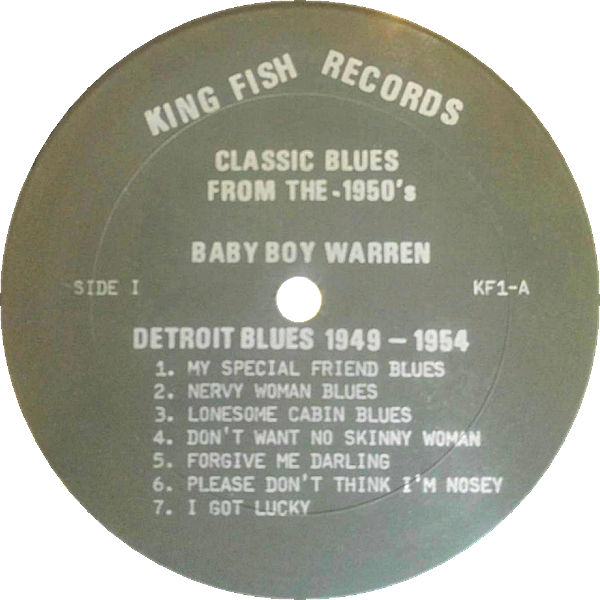 KING FISH RECORDS
CLASSIC BLUES
FROM THE-1950's
BABY BOY WARREN
SIDE I
KF1-A
DETROIT BLUES 1949 – 1954
1. MY SPECIAL FRIEND BLUES
2. NERVY WOMAN BLUES
3. LONESOME CABIN BLUES
4. DON'T WANT NO SKINNY WOMAN
5. FORGIVE ME DARLING
6. PLEASE DON'T THINK I'M NOSEY
7. I GOT LUCKY